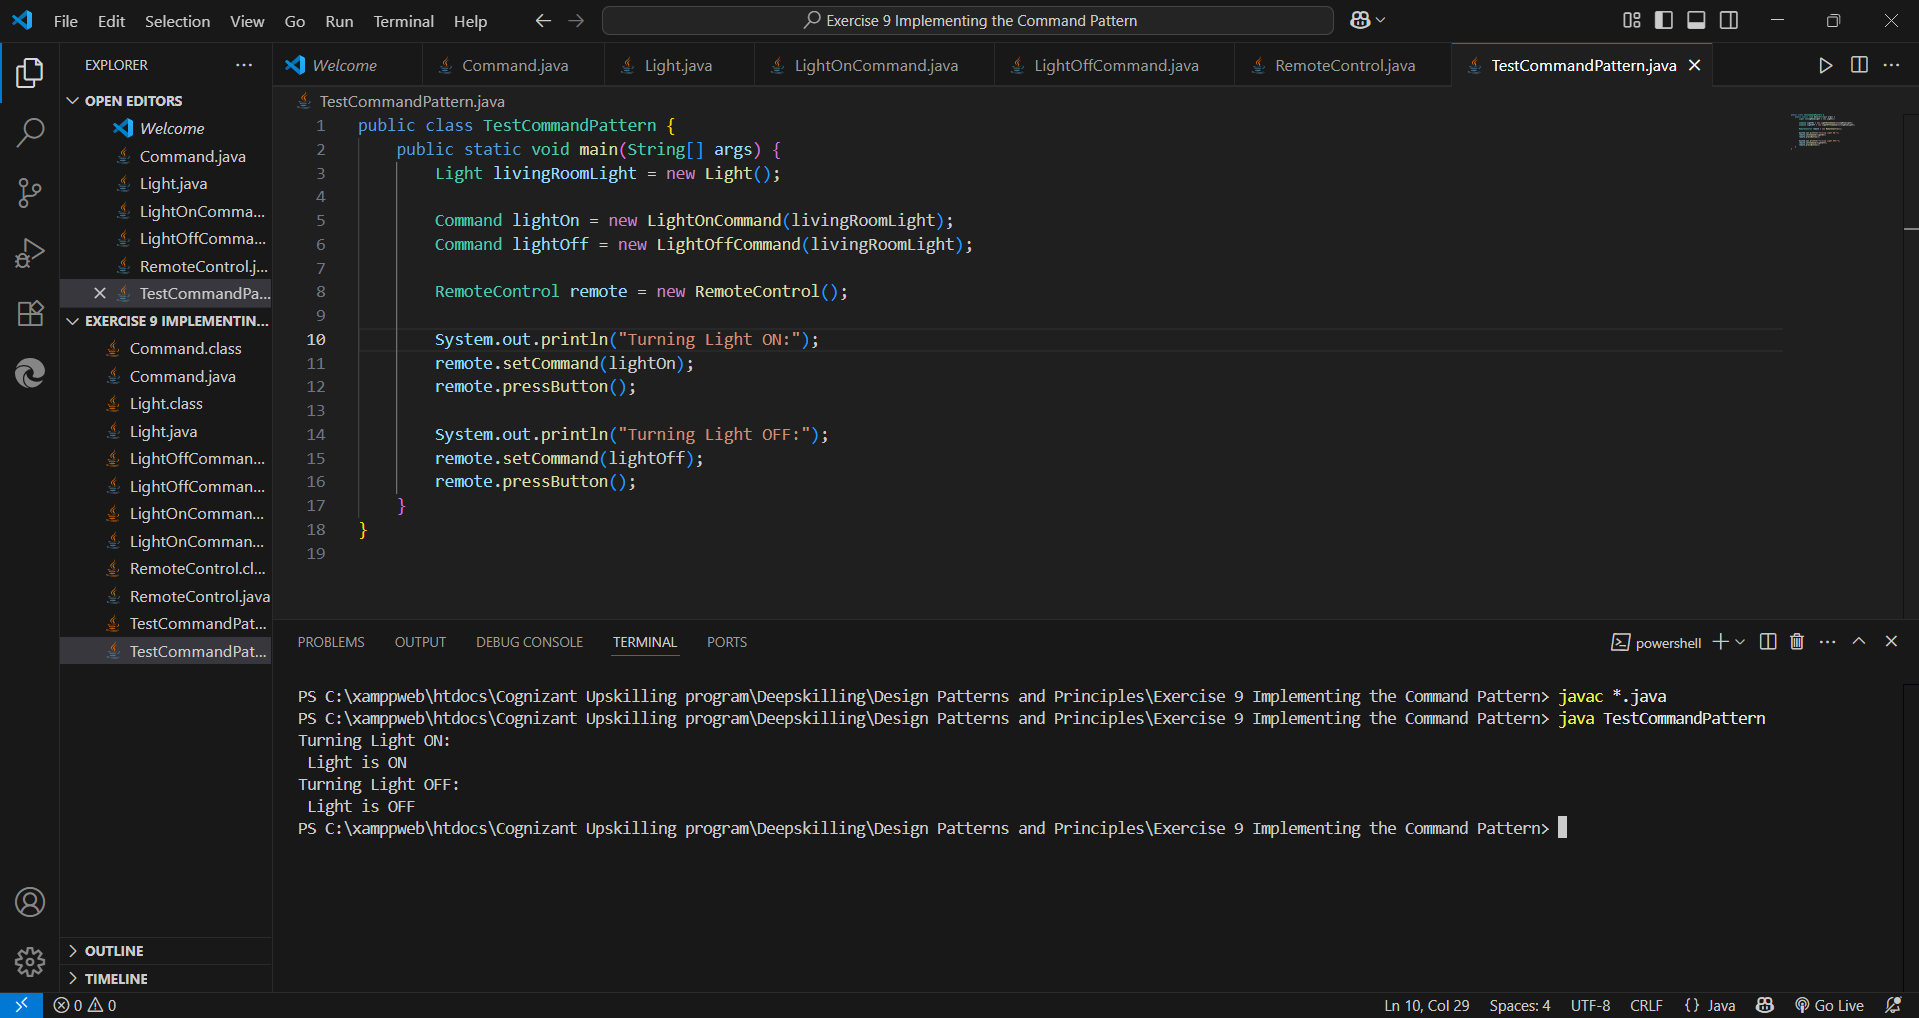 File Edit Selection View Go Run Terminal Help
Exercise 9 Implementing the Command Pattern
EXPLORER
OPEN EDITORS
Welcome
Command.java
Light.java
LightOnComma...
LightOffComma...
RemoteControl.j...
TestCommandPa...
EXERCISE 9 IMPLEMENTIN...
Command.class
Command.java
Light.class
Light.java
LightOffComman...
LightOffComman...
LightOnComman...
LightOnComman...
RemoteControl.cl...
RemoteControl.java
TestCommandPat...
TestCommandPat...
OUTLINE
TIMELINE
Welcome Command.java Light.java LightOnCommand.java LightOffCommand.java RemoteControl.java TestCommandPattern.java
TestCommandPattern.java
1 public class TestCommandPattern {
2     public static void main(String[] args) {
3         Light livingRoomLight = new Light();
4
5         Command lightOn = new LightOnCommand(livingRoomLight);
6         Command lightOff = new LightOffCommand(livingRoomLight);
7
8         RemoteControl remote = new RemoteControl();
9
10         System.out.println("Turning Light ON:");
11         remote.setCommand(lightOn);
12         remote.pressButton();
13
14         System.out.println("Turning Light OFF:");
15         remote.setCommand(lightOff);
16         remote.pressButton();
17     }
18 }
19
PROBLEMS OUTPUT DEBUG CONSOLE TERMINAL PORTS
powershell
PS C:\xamppweb\htdocs\Cognizant Upskilling program\Deepskilling\Design Patterns and Principles\Exercise 9 Implementing the Command Pattern> javac *.java
PS C:\xamppweb\htdocs\Cognizant Upskilling program\Deepskilling\Design Patterns and Principles\Exercise 9 Implementing the Command Pattern> java TestCommandPattern
Turning Light ON:
 Light is ON
Turning Light OFF:
 Light is OFF
PS C:\xamppweb\htdocs\Cognizant Upskilling program\Deepskilling\Design Patterns and Principles\Exercise 9 Implementing the Command Pattern>
0 0
Ln 10, Col 29 Spaces: 4 UTF-8 CRLF {} Java Go Live